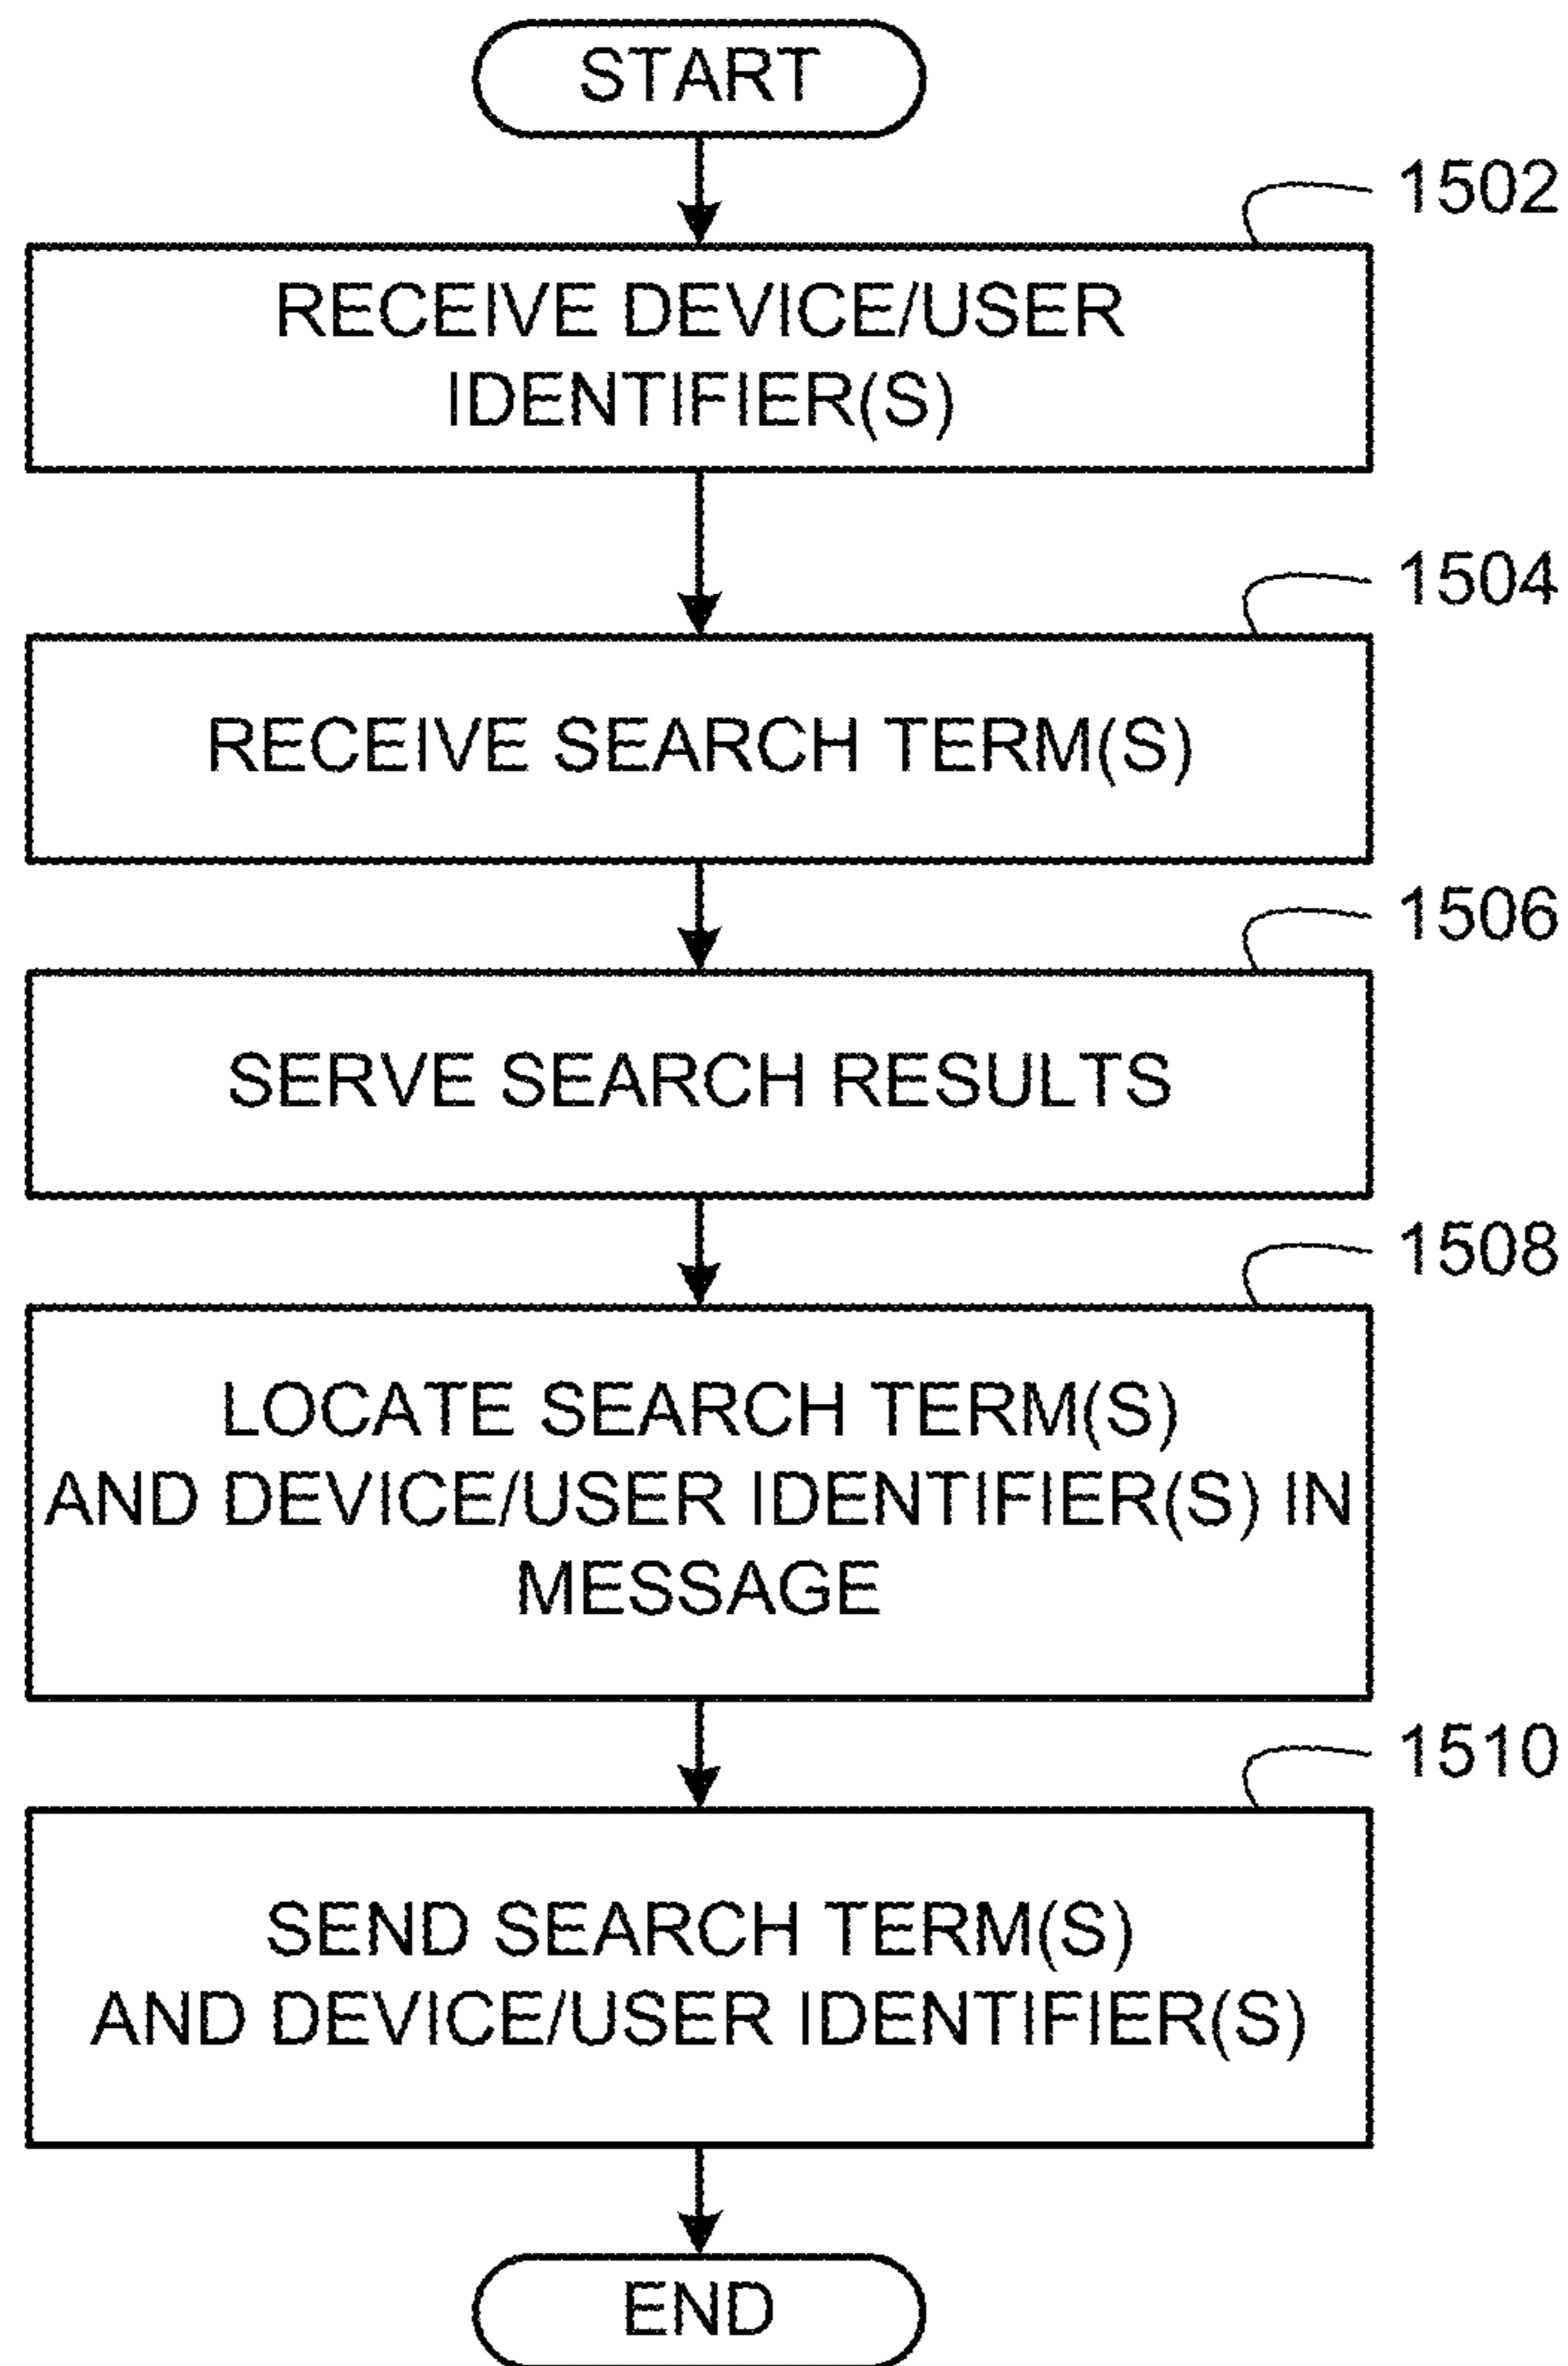 START
1502
RECEIVE DEVICE/USER
IDENTIFIER(S)
1504
RECEIVE SEARCH TERM(S)
1506
SERVE SEARCH RESULTS
1508
LOCATE SEARCH TERM(S)
AND DEVICE/USER IDENTIFIER(S) IN
MESSAGE
1510
SEND SEARCH TERM(S)
AND DEVICE/USER IDENTIFIER(S)
END